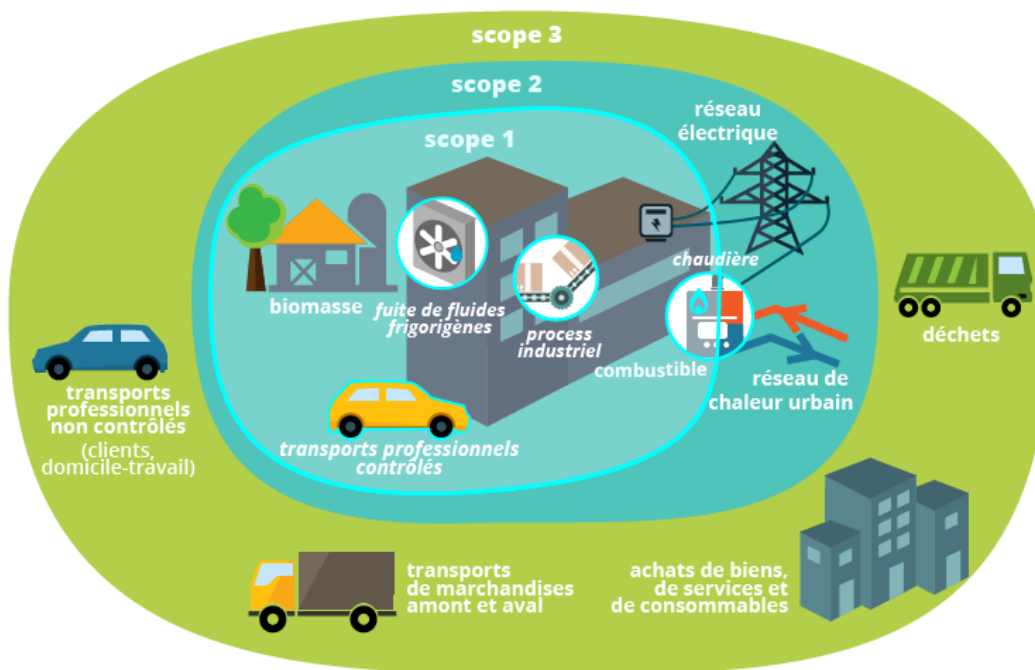 scope 3
scope 2
scope 1
réseau
électrique
biomasse
fuite de fluides
frigorigènes
process
industriel
chaudière
combustible
réseau de
chaleur urbain
transports professionnels
contrôlés
déchets
transports
professionnels
non contrôlés
(clients,
domicile-travail)
transports
de marchandises
amont et aval
achats de biens,
de services et
de consommables